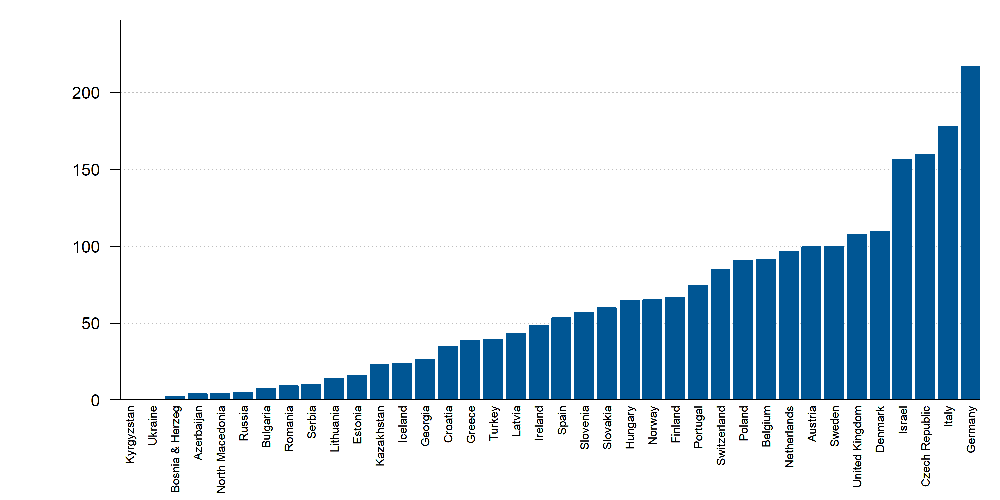 200
150
100
50
0
Kyrgyzstan
Ukraine
Bosnia & Herzeg
Azerbaijan
North Macedonia
Russia
Bulgaria
Romania
Serbia
Lithuania
Estonia
Kazakhstan
Iceland
Georgia
Croatia
Greece
Turkey
Latvia
Ireland
Spain
Slovenia
Slovakia
Hungary
Norway
Finland
Portugal
Switzerland
Poland
Belgium
Netherlands
Austria
Sweden
United Kingdom
Denmark
Israel
Czech Republic
Italy
Germany